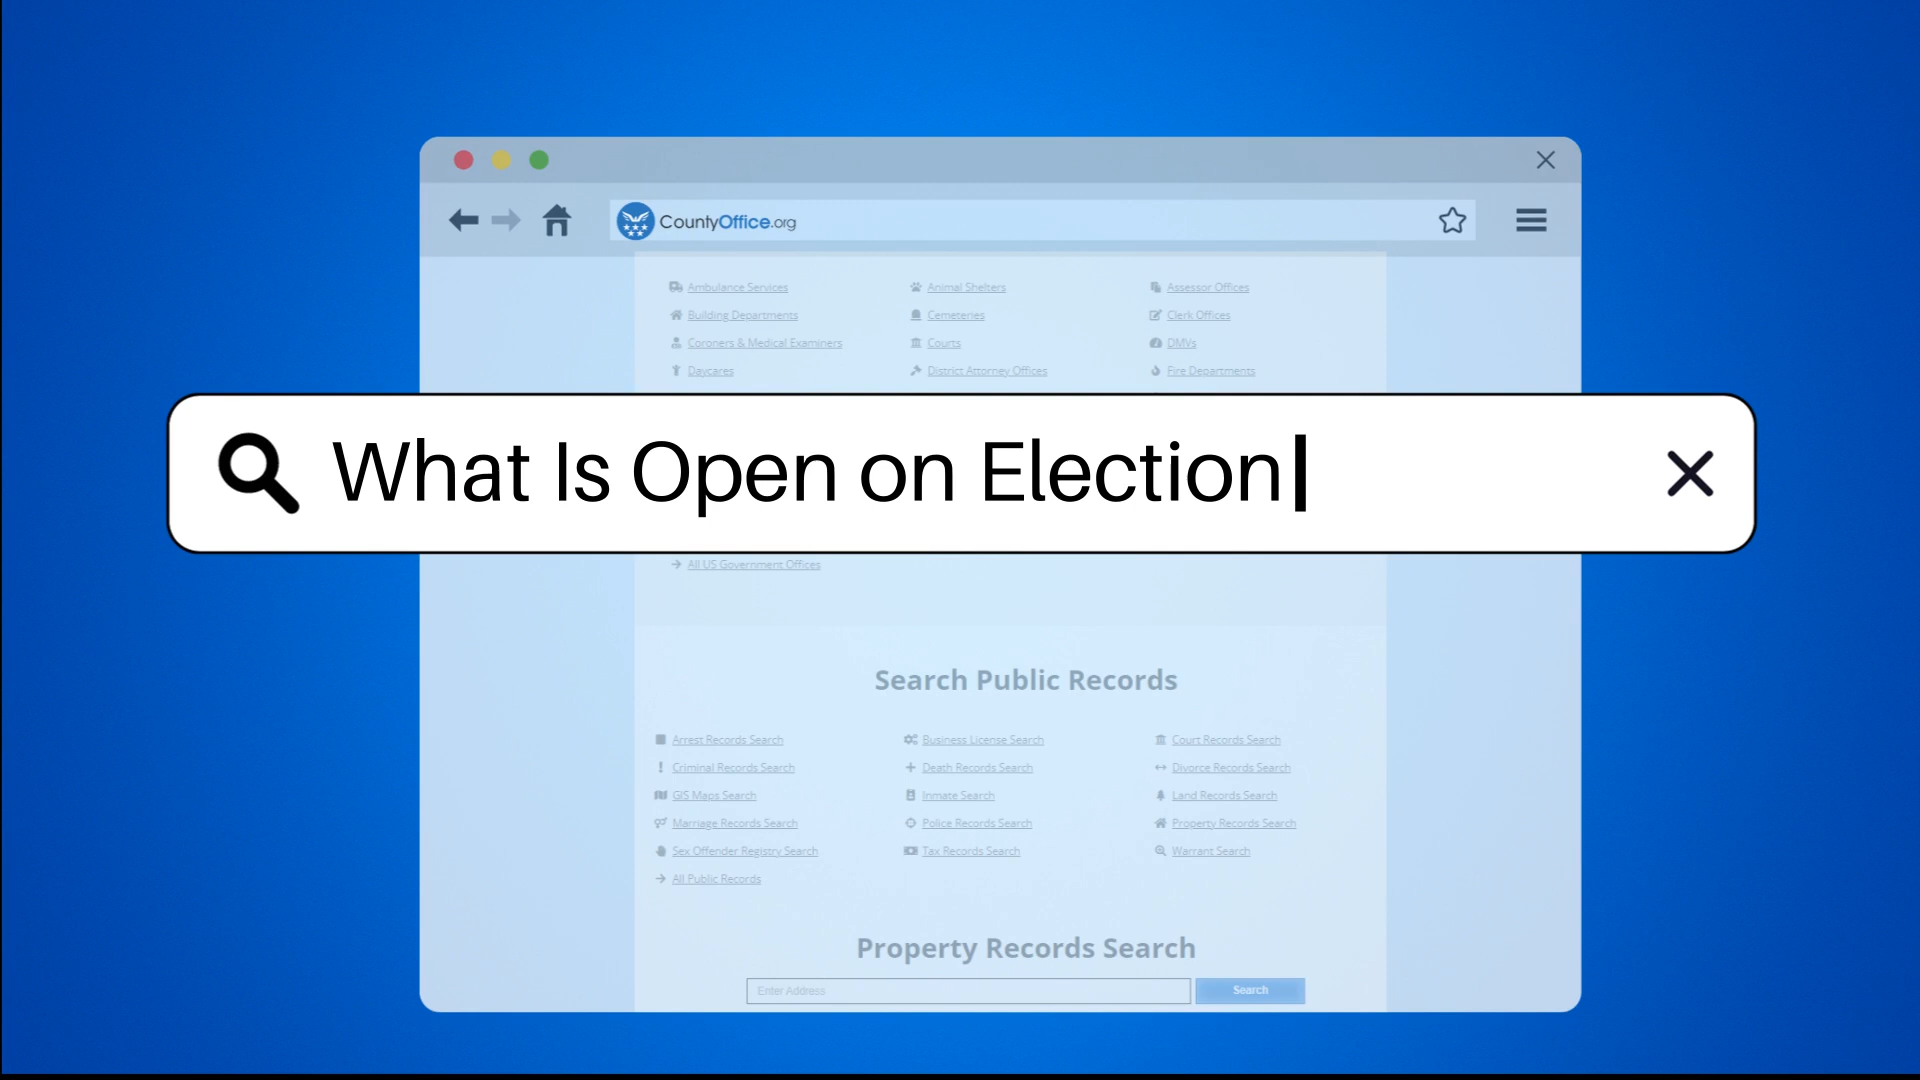 CountyOffice.org
Ambulance Services
Animal Shelters
Assessor Offices
Building Departments
Cemeteries
Clerk Offices
Coroners & Medical Examiners
Courts
DMVs
Daycares
District Attorney Offices
Fire Departments
What Is Open on Election
All US Government Offices
Search Public Records
Arrest Records Search
Business License Search
Court Records Search
Criminal Records Search
Death Records Search
Divorce Records Search
GIS Maps Search
Inmate Search
Land Records Search
Marriage Records Search
Police Records Search
Property Records Search
Sex Offender Registry Search
Tax Records Search
Warrant Search
All Public Records
Property Records Search
Enter Address
Search